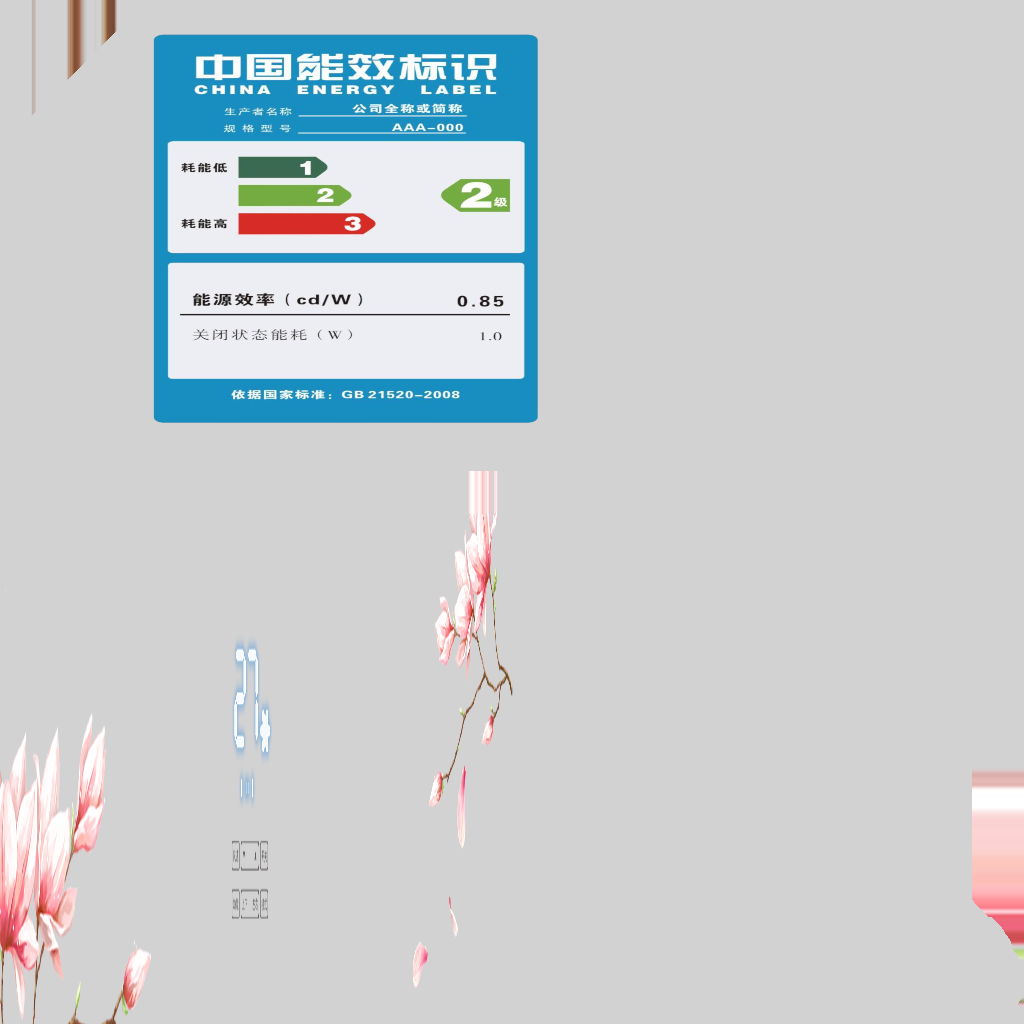 中国能效标识
CHINA ENERGY LABEL
生产者名称 公司全称或简称
规格型号 AAA-000
耗能低 1
2
2级
耗能高 3
能源效率（cd/W） 0.85
关闭状态能耗（W） 1.0
依据国家标准：GB 21520-2008
27